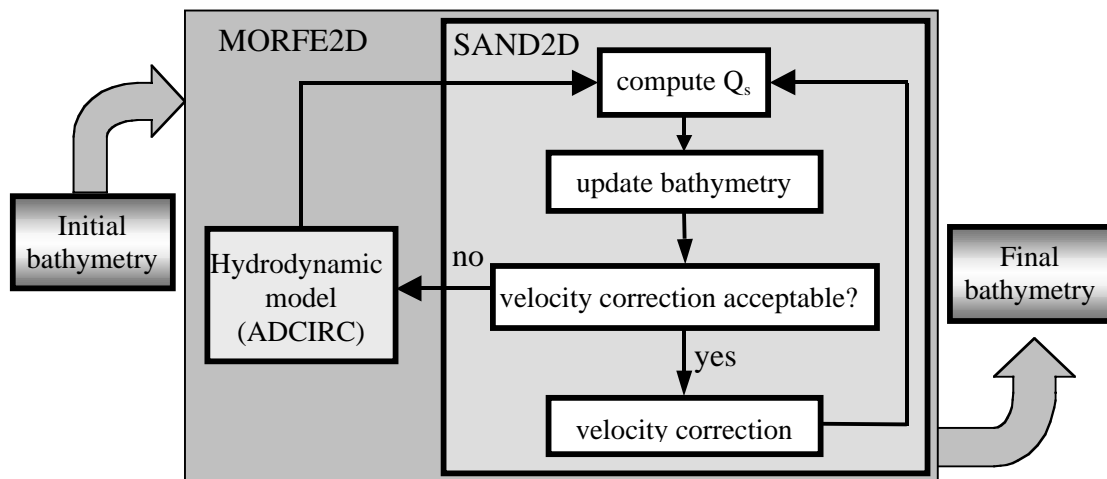 MORFE2D
SAND2D
compute Qs
update bathymetry
Initial
bathymetry
Hydrodynamic
model
(ADCIRC)
no
velocity correction acceptable?
yes
velocity correction
Final
bathymetry